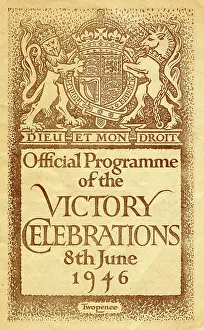 DIEU ET MON DROIT
Official Programme
of the
VICTORY
CELEBRATIONS
8th June
1946
Twopence